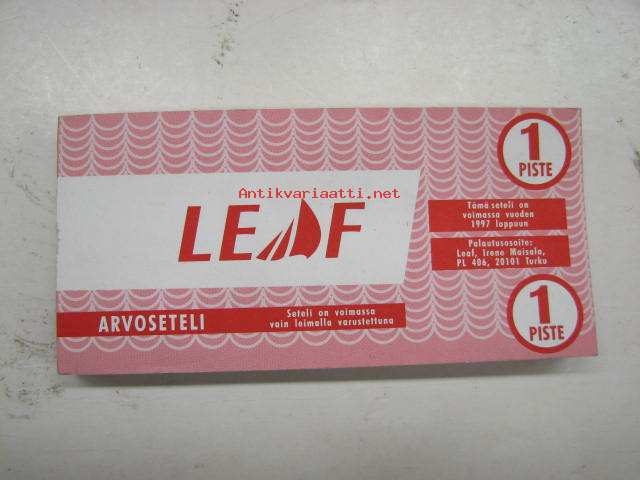 1
PISTE
Antikvariaatti.net
LEAF
Tämä seteli on
voimassa vuoden
1997 loppuun
Palautusosoite:
Leaf, Irene Maisala,
PL 406, 20101 Turku
ARVOSETELI
Seteli on voimassa
vain leimalla varustettuna
1
PISTE